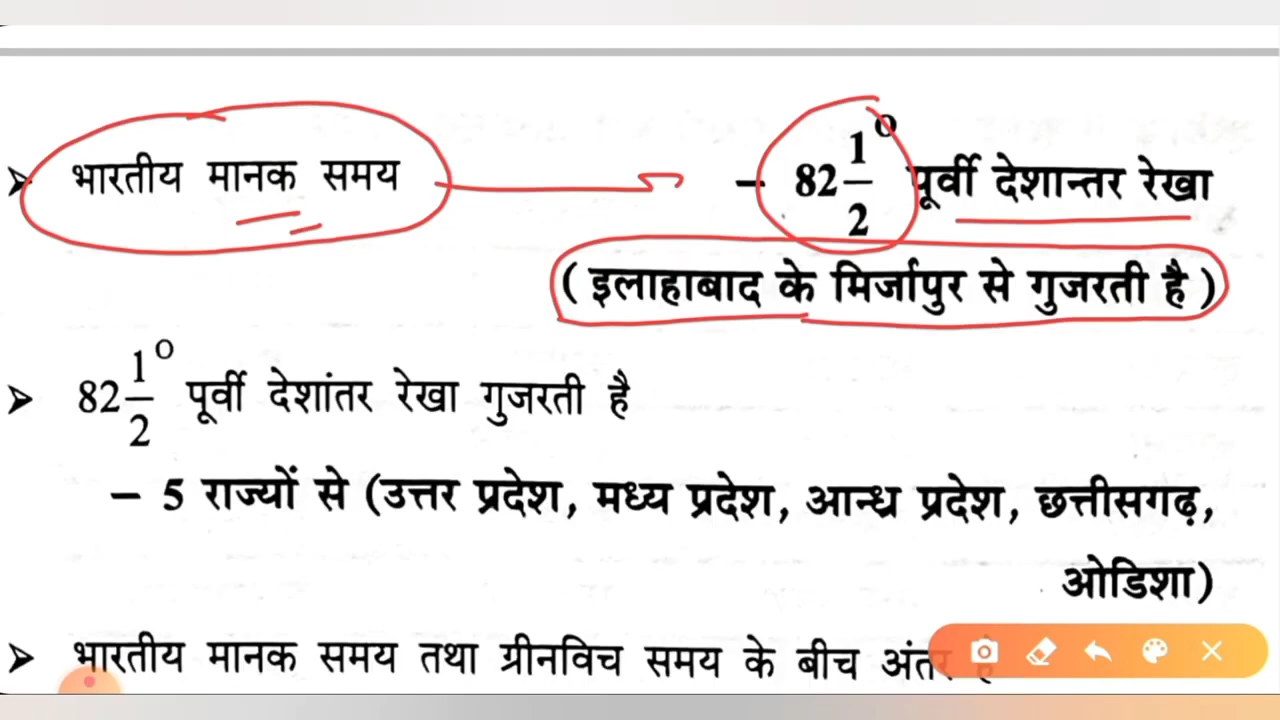 ➤ भारतीय मानक समय – 82 1/2° पूर्वी देशान्तर रेखा
( इलाहाबाद के मिर्जापुर से गुजरती है )
➤ 82 1/2° पूर्वी देशांतर रेखा गुजरती है
– 5 राज्यों से (उत्तर प्रदेश, मध्य प्रदेश, आन्ध्र प्रदेश, छत्तीसगढ़,
ओडिशा)
➤ भारतीय मानक समय तथा ग्रीनविच समय के बीच अंतर है